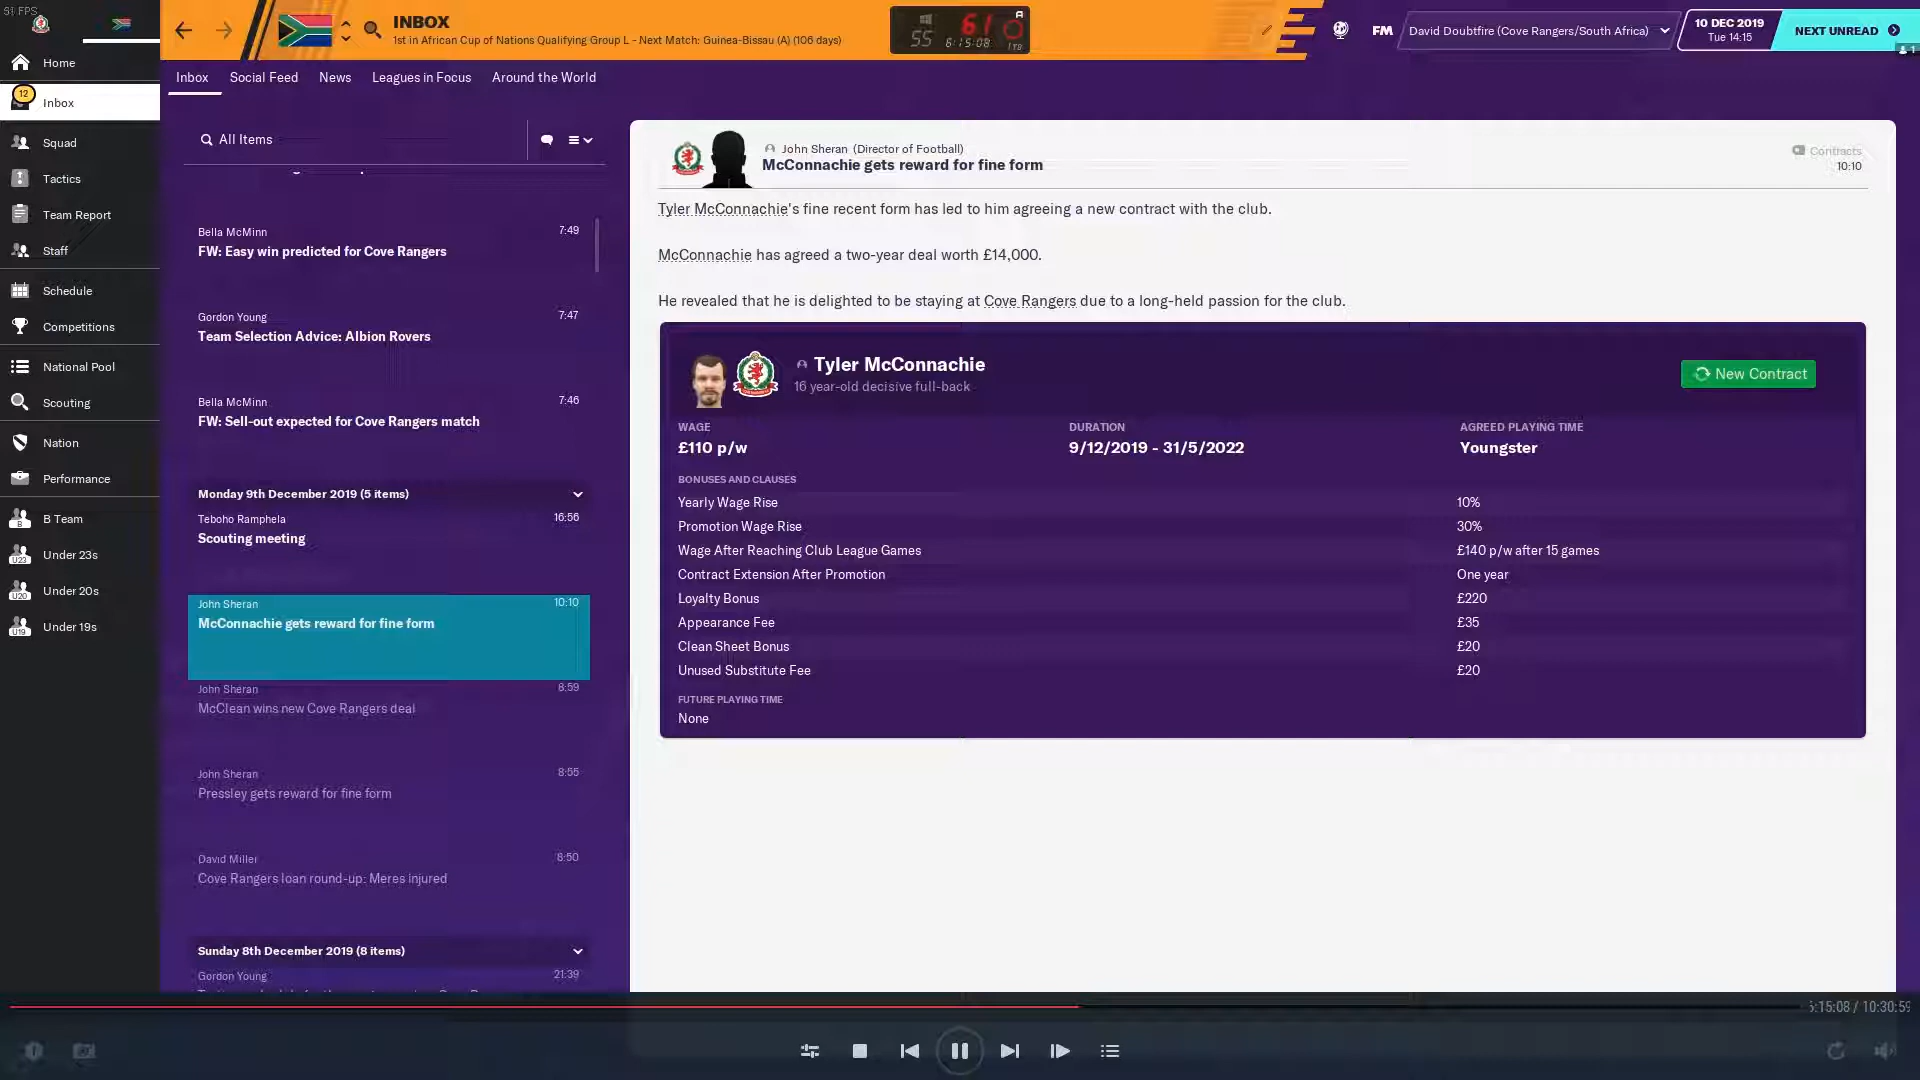 51 FPS
INBOX
1st in African Cup of Nations Qualifying Group L - Next Match: Guinea-Bissau (A) (106 days)
55
61
6:15:08
A
FM
David Doubtfire (Cove Rangers/South Africa)
10 DEC 2019
Tue 14:15
NEXT UNREAD
1
Home
12
Inbox
Squad
Tactics
Team Report
Staff
Schedule
Competitions
National Pool
Scouting
Nation
Performance
B
B Team
U23
Under 23s
U20
Under 20s
U19
Under 19s
Inbox
Social Feed
News
Leagues in Focus
Around the World
All Items
Bella McMinn
7:49
FW: Easy win predicted for Cove Rangers
Gordon Young
7:47
Team Selection Advice: Albion Rovers
Bella McMinn
7:46
FW: Sell-out expected for Cove Rangers match
Monday 9th December 2019 (5 items)
Teboho Ramphela
16:56
Scouting meeting
John Sheran
10:10
McConnachie gets reward for fine form
John Sheran
8:59
McClean wins new Cove Rangers deal
John Sheran
8:55
Pressley gets reward for fine form
David Miller
8:50
Cove Rangers loan round-up: Meres injured
Sunday 8th December 2019 (8 items)
Gordon Young
21:39
John Sheran (Director of Football)
McConnachie gets reward for fine form
Contracts
10:10
Tyler McConnachie's fine recent form has led to him agreeing a new contract with the club.
McConnachie has agreed a two-year deal worth £14,000.
He revealed that he is delighted to be staying at Cove Rangers due to a long-held passion for the club.
Tyler McConnachie
16 year-old decisive full-back
New Contract
WAGE
£110 p/w
DURATION
9/12/2019 - 31/5/2022
AGREED PLAYING TIME
Youngster
BONUSES AND CLAUSES
Yearly Wage Rise
10%
Promotion Wage Rise
30%
Wage After Reaching Club League Games
£140 p/w after 15 games
Contract Extension After Promotion
One year
Loyalty Bonus
£220
Appearance Fee
£35
Clean Sheet Bonus
£20
Unused Substitute Fee
£20
FUTURE PLAYING TIME
None
:15:08 / 10:30:59